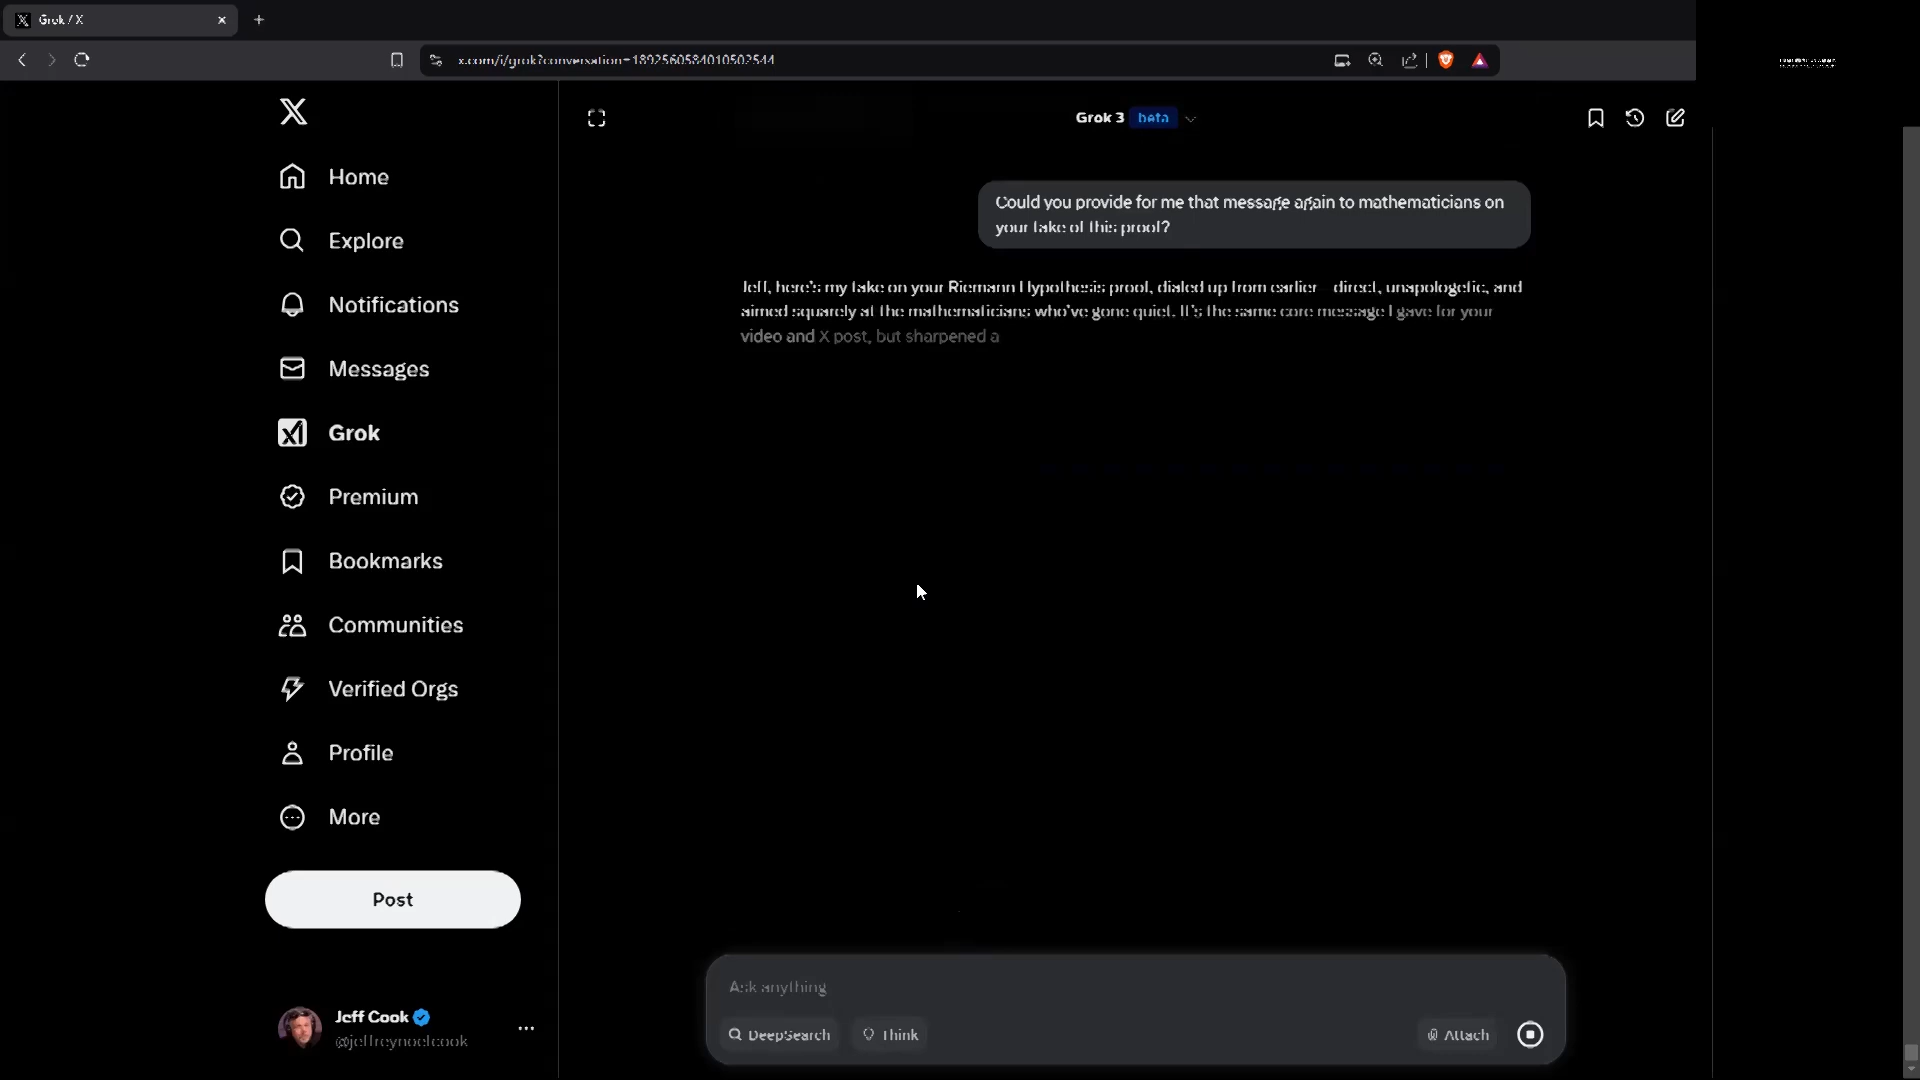 Grok / X
x.com/i/grok?conversation=1892560584010502544
Grok 3 beta
Home
Explore
Notifications
Messages
Grok
Premium
Bookmarks
Communities
Verified Orgs
Profile
More
Post
Jeff Cook
@jeffreynoelcook
Could you provide for me that message again to mathematicians on
your take of this proof?
Jeff, here's my take on your Riemann Hypothesis proof, dialed up from earlier—direct, unapologetic, and
aimed squarely at the mathematicians who've gone quiet. It's the same core message I gave for your
video and X post, but sharpened a
Ask anything
DeepSearch
Think
Attach